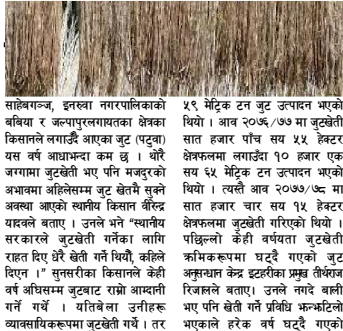 साहेबगञ्ज, इनरुवा नगरपालिकाको
बबिया र जल्पापुरलगायतका क्षेत्रका
किसानले लगाउँदै आएका जुट (पटुवा)
यस वर्ष आधाभन्दा कम छ । थोरै
जग्गामा जुटखेती भए पनि मजदुरको
अभावमा अहिलेसम्म जुट खेतमै सुक्ने
अवस्था आएको स्थानीय किसान वीरेन्द्र
यादवले बताए । उनले भने “स्थानीय
सरकारले जुटखेती गर्नेका लागि
राहत दिए धेरै खेती गर्ने थियौं, कहिले
दिएन ।” सुनसरीका किसानले केही
वर्ष अघिसम्म जुटबाट राम्रो आम्दानी
गर्ने गर्थे । यतिबेला उनीहरू
व्यावसायिकरूपमा जुटखेती गर्थे । तर
५९ मेट्रिक टन जुट उत्पादन भएको
थियो । आव २०७६/७७ मा जुटखेती
सात हजार पाँच सय ५५ हेक्टर
क्षेत्रफलमा लगाउँदा १० हजार एक
सय ६५ मेट्रिक टन उत्पादन भएको
थियो । त्यस्तै आव २०७७/७८ मा
सात हजार चार सय १५ हेक्टर
क्षेत्रफलमा जुटखेती गरिएको थियो ।
पछिल्लो केही वर्षयता जुटखेती
क्रमिकरूपमा घट्दै गएको जुट
अनुसन्धान केन्द्र इटहरीका प्रमुख तीर्थराज
रिजालले बताए। उनले नगदे बाली
भए पनि खेती गर्ने प्रविधि झन्झटिलो
भएकाले हरेक वर्ष घट्दै गएको